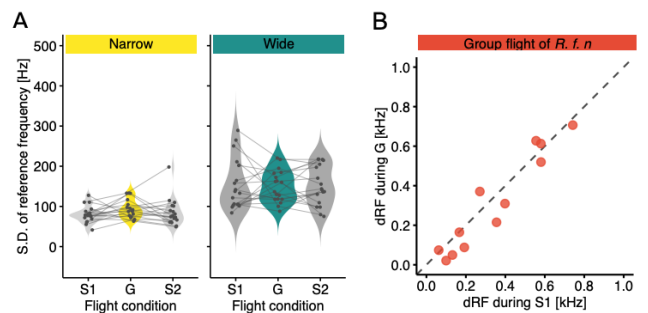 A
Narrow
Wide
S.D. of reference frequency [Hz]
500
400
300
200
100
0
S1 G S2
S1 G S2
Flight condition
Flight condition
B
Group flight of R. f. n
dRF during G [kHz]
1.0
0.8
0.6
0.4
0.2
0.0
0.0 0.2 0.4 0.6 0.8 1.0
dRF during S1 [kHz]